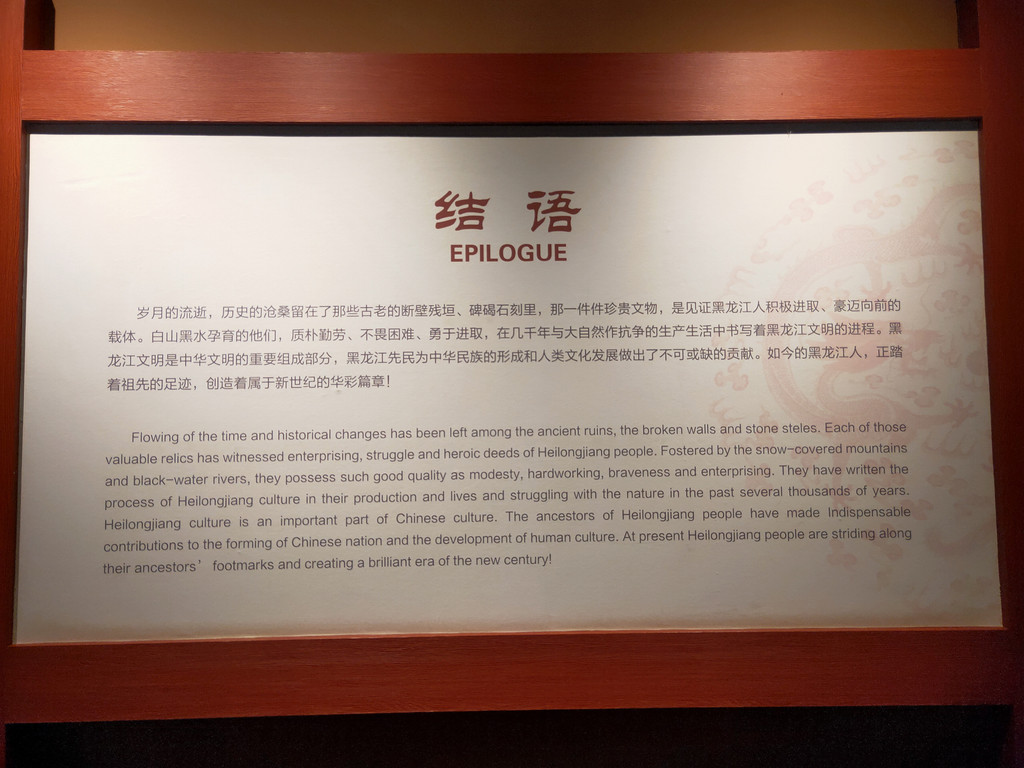 结 语
EPILOGUE
岁月的流逝，历史的沧桑留在了那些古老的断壁残垣、碑碣石刻里，那一件件珍贵文物，是见证黑龙江人积极进取、豪迈向前的
载体。白山黑水孕育的他们，质朴勤劳、不畏困难、勇于进取，在几千年与大自然作抗争的生产生活中书写着黑龙江文明的进程。黑
龙江文明是中华文明的重要组成部分，黑龙江先民为中华民族的形成和人类文化发展做出了不可或缺的贡献。如今的黑龙江人，正踏
着祖先的足迹，创造着属于新世纪的华彩篇章！
Flowing of the time and historical changes has been left among the ancient ruins, the broken walls and stone steles. Each of those
valuable relics has witnessed enterprising, struggle and heroic deeds of Heilongjiang people. Fostered by the snow-covered mountains
and black-water rivers, they possess such good quality as modesty, hardworking, braveness and enterprising. They have written the
process of Heilongjiang culture in their production and lives and struggling with the nature in the past several thousands of years.
Heilongjiang culture is an important part of Chinese culture. The ancestors of Heilongjiang people have made Indispensable
contributions to the forming of Chinese nation and the development of human culture. At present Heilongjiang people are striding along
their ancestors’ footmarks and creating a brilliant era of the new century!